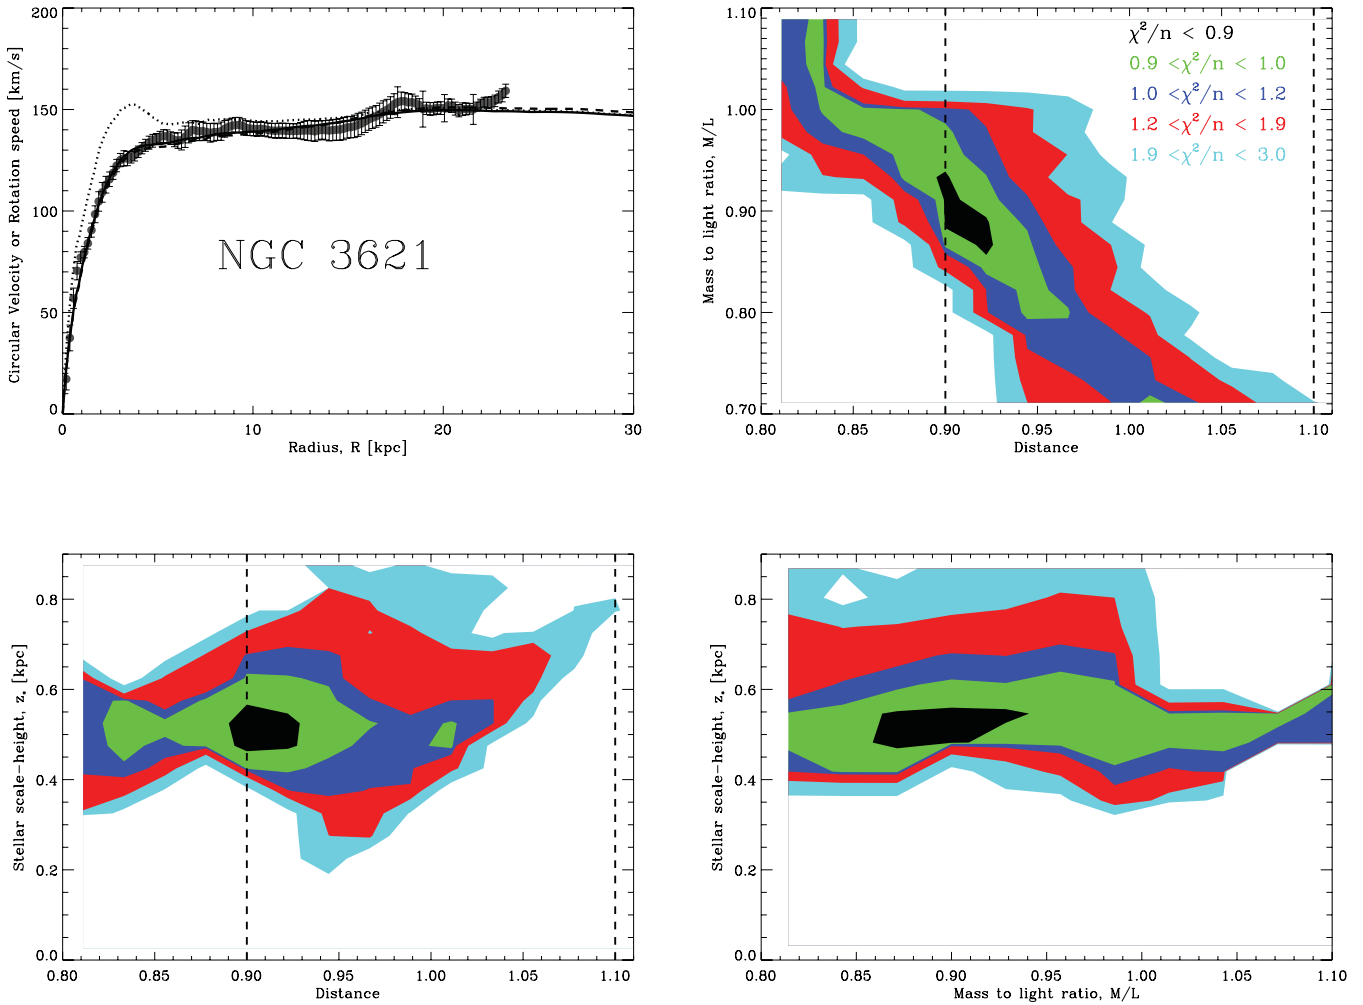 200
150
100
50
0
Circular Velocity or Rotation speed [km/s]
NGC 3621
0 10 20 30
Radius, R [kpc]
1.10
1.00
0.90
0.80
0.70
Mass to light ratio, M/L
χ²/n < 0.9
0.9 <χ²/n < 1.0
1.0 <χ²/n < 1.2
1.2 <χ²/n < 1.9
1.9 <χ²/n < 3.0
0.80 0.85 0.90 0.95 1.00 1.05 1.10
Distance
0.8
0.6
0.4
0.2
0.0
Stellar scale-height, z, [kpc]
0.80 0.85 0.90 0.95 1.00 1.05 1.10
Distance
0.8
0.6
0.4
0.2
0.0
Stellar scale-height, z, [kpc]
0.80 0.85 0.90 0.95 1.00 1.05 1.10
Mass to light ratio, M/L